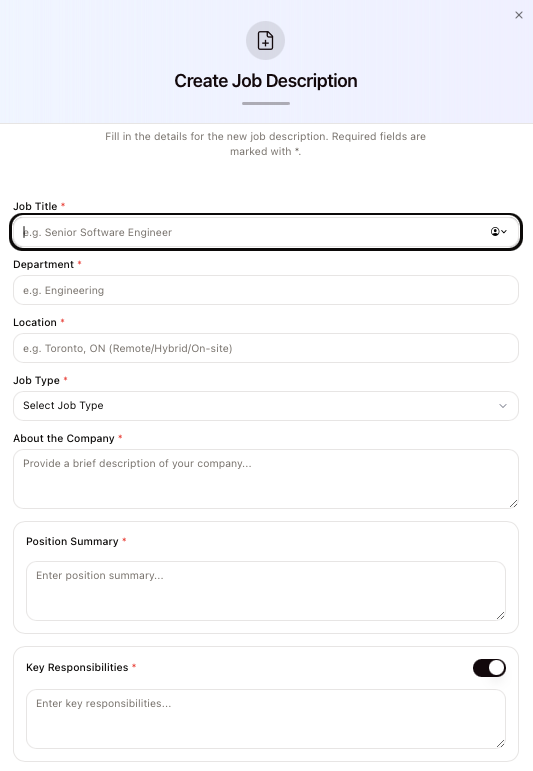 Create Job Description
Fill in the details for the new job description. Required fields are
marked with *.
Job Title *
e.g. Senior Software Engineer
Department *
e.g. Engineering
Location *
e.g. Toronto, ON (Remote/Hybrid/On-site)
Job Type *
Select Job Type
About the Company *
Provide a brief description of your company...
Position Summary *
Enter position summary...
Key Responsibilities *
Enter key responsibilities...